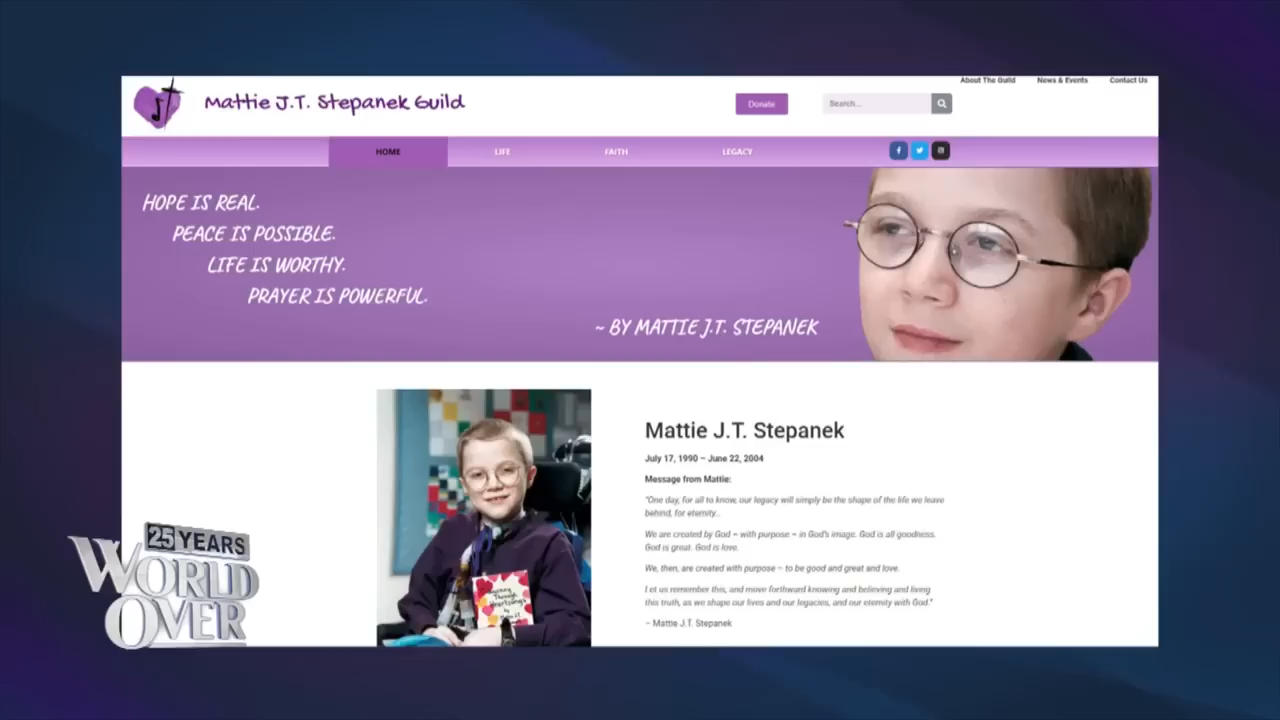 About The Guild
News & Events
Contact Us
Mattie J.T. Stepanek Guild
Donate
Search...
HOME
LIFE
FAITH
LEGACY
HOPE IS REAL.
PEACE IS POSSIBLE.
LIFE IS WORTHY.
PRAYER IS POWERFUL.
~ BY MATTIE J.T. STEPANEK
Mattie J.T. Stepanek
July 17, 1990 – June 22, 2004
Message from Mattie:
"One day, for all to know, our legacy will simply be the shape of the life we leave
behind, for eternity...
We are created by God – with purpose – in God's image. God is all goodness.
God is great. God is love.
We, then, are created with purpose – to be good and great and love.
Let us remember this, and move forward knowing and believing and living
this truth, as we shape our lives and our legacies, and our eternity with God."
– Mattie J.T. Stepanek
Journey
Through
Heartsongs
25 YEARS
WORLD
OVER